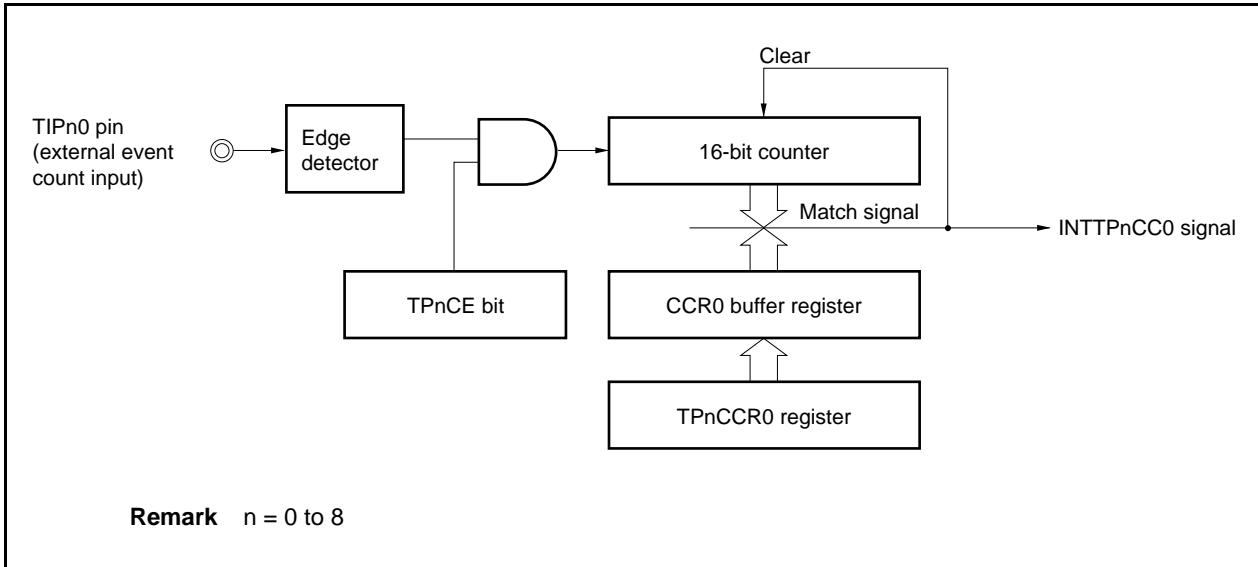 Clear
TIPn0 pin
(external event
count input)
Edge
detector
16-bit counter
Match signal
INTTPnCC0 signal
TPnCE bit
CCR0 buffer register
TPnCCR0 register
Remark n = 0 to 8